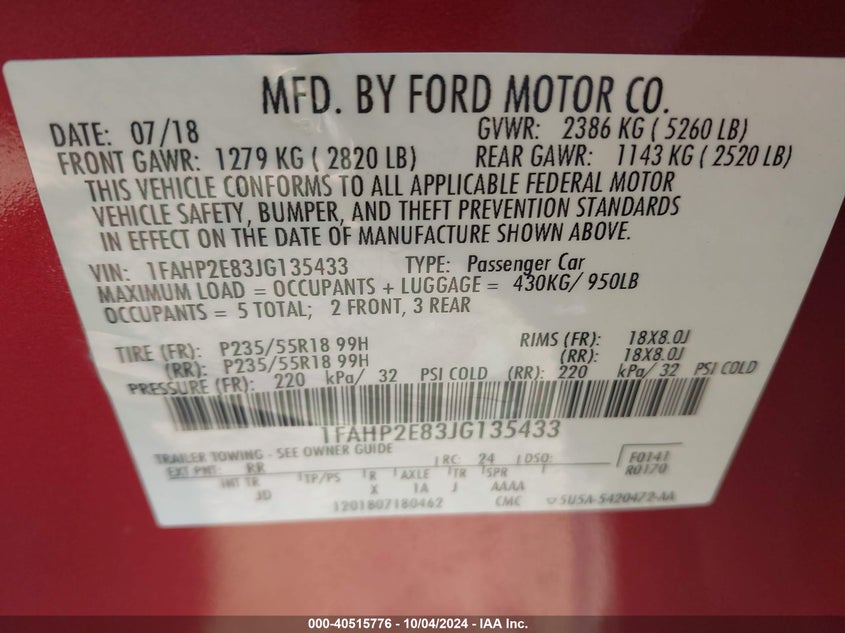 MFD. BY FORD MOTOR CO.
DATE: 07/18 GVWR: 2386 KG ( 5260 LB)
FRONT GAWR: 1279 KG ( 2820 LB) REAR GAWR: 1143 KG ( 2520 LB)
THIS VEHICLE CONFORMS TO ALL APPLICABLE FEDERAL MOTOR
VEHICLE SAFETY, BUMPER, AND THEFT PREVENTION STANDARDS
IN EFFECT ON THE DATE OF MANUFACTURE SHOWN ABOVE.
VIN: 1FAHP2E83JG135433 TYPE: Passenger Car
MAXIMUM LOAD = OCCUPANTS + LUGGAGE = 430KG/ 950LB
OCCUPANTS = 5 TOTAL; 2 FRONT, 3 REAR
TIRE (FR): P235/55R18 99H RIMS (FR): 18X8.0J
(RR): P235/55R18 99H (RR): 18X8.0J
PRESSURE (FR): 220 kPa/ 32 PSI COLD (RR): 220 kPa/ 32 PSI COLD
1FAHP2E83JG135433
TRAILER TOWING - SEE OWNER GUIDE
EXT PNT: RR RC: 24 DSO: F0141
R0170
INT TR TP/PS R AXLE TR SPR
JD X 1A J AAAA
1201807180462 CMC 5U5A-5420472-AA
000-40515776 - 10/04/2024 - IAA Inc.